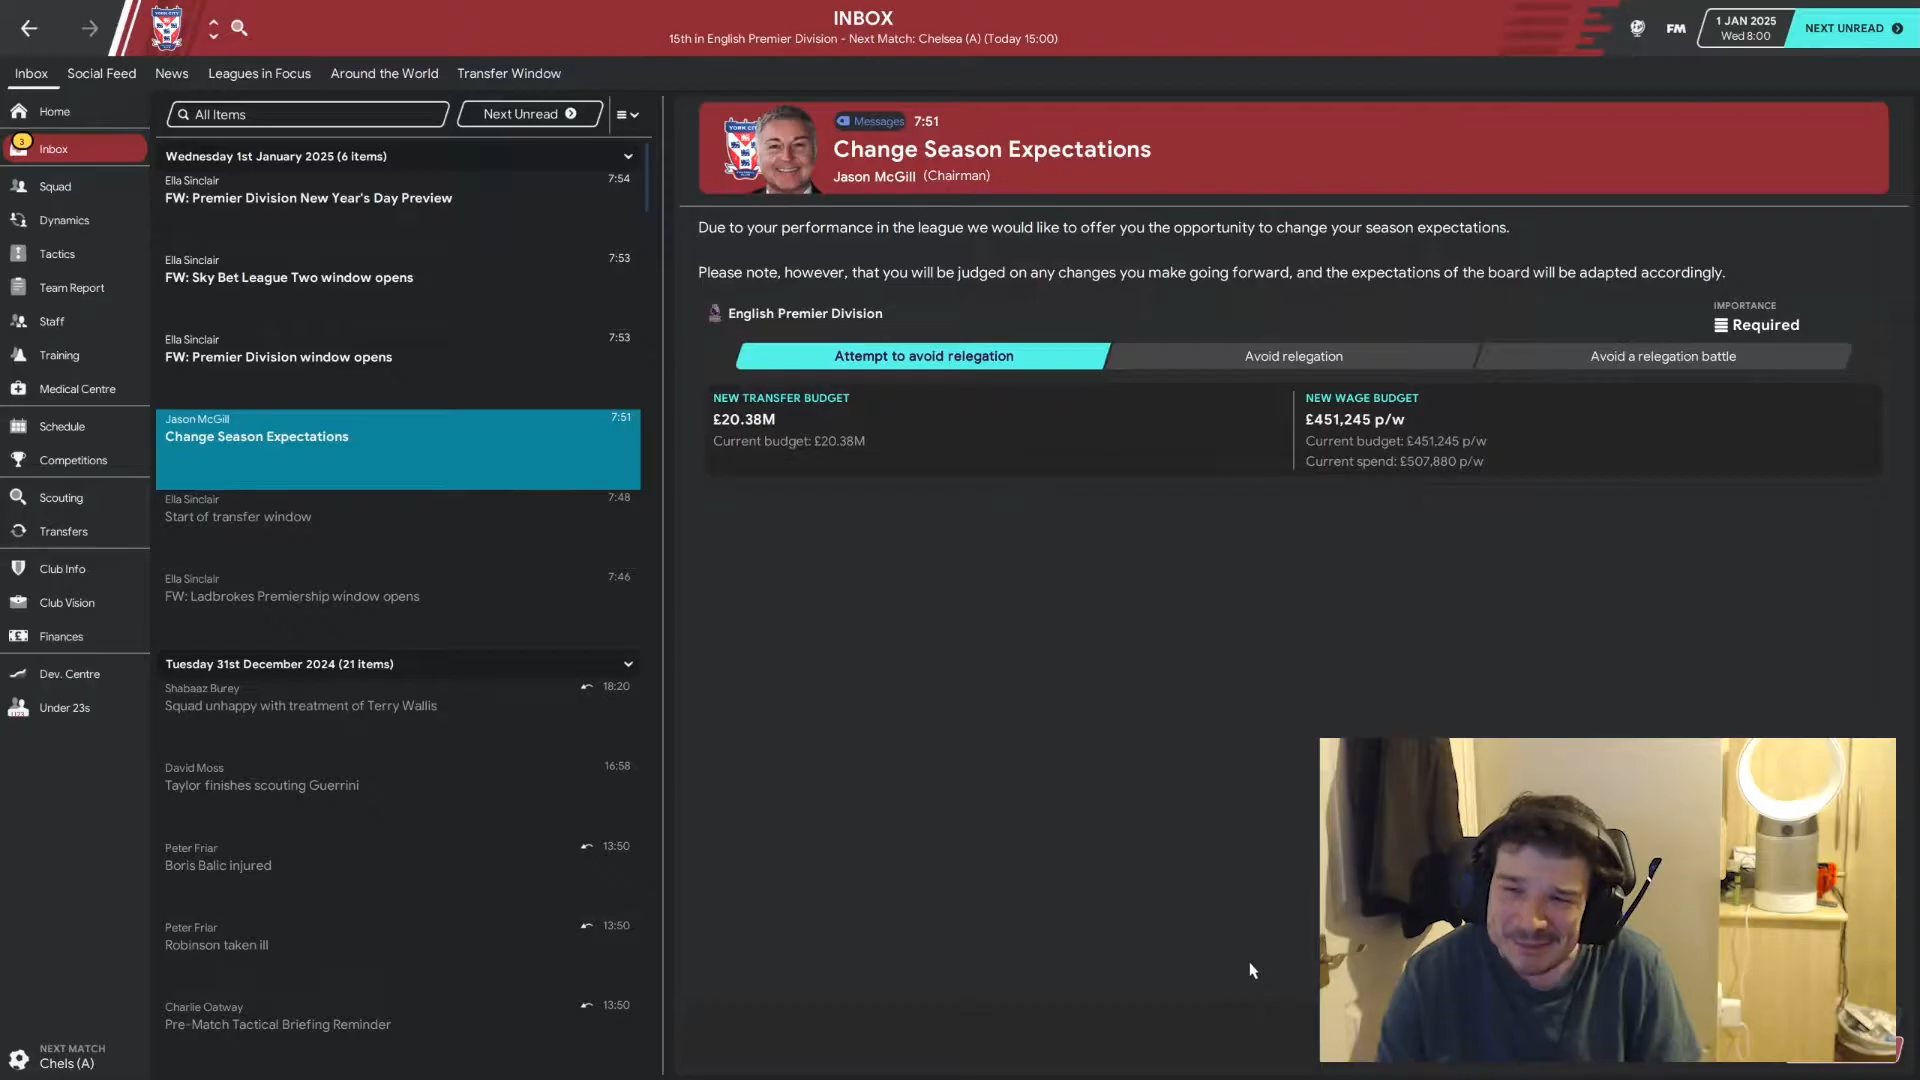 INBOX
15th in English Premier Division - Next Match: Chelsea (A) (Today 15:00)
FM
1 JAN 2025
Wed 8:00
NEXT UNREAD
Inbox
Social Feed
News
Leagues in Focus
Around the World
Transfer Window
Home
3
Inbox
Squad
Dynamics
Tactics
Team Report
Staff
Training
Medical Centre
Schedule
Competitions
Scouting
Transfers
Club Info
Club Vision
Finances
Dev. Centre
Under 23s
NEXT MATCH
Chels (A)
All Items
Next Unread
Wednesday 1st January 2025 (6 items)
Ella Sinclair 7:54
FW: Premier Division New Year's Day Preview
Ella Sinclair 7:53
FW: Sky Bet League Two window opens
Ella Sinclair 7:53
FW: Premier Division window opens
Jason McGill 7:51
Change Season Expectations
Ella Sinclair 7:48
Start of transfer window
Ella Sinclair 7:46
FW: Ladbrokes Premiership window opens
Tuesday 31st December 2024 (21 items)
Shabaaz Burey 18:20
Squad unhappy with treatment of Terry Wallis
David Moss 16:58
Taylor finishes scouting Guerrini
Peter Friar 13:50
Boris Balic injured
Peter Friar 13:50
Robinson taken ill
Charlie Oatway 13:50
Pre-Match Tactical Briefing Reminder
Messages 7:51
Change Season Expectations
Jason McGill (Chairman)
Due to your performance in the league we would like to offer you the opportunity to change your season expectations.
Please note, however, that you will be judged on any changes you make going forward, and the expectations of the board will be adapted accordingly.
English Premier Division
IMPORTANCE
Required
Attempt to avoid relegation
Avoid relegation
Avoid a relegation battle
NEW TRANSFER BUDGET
£20.38M
Current budget: £20.38M
NEW WAGE BUDGET
£451,245 p/w
Current budget: £451,245 p/w
Current spend: £507,880 p/w